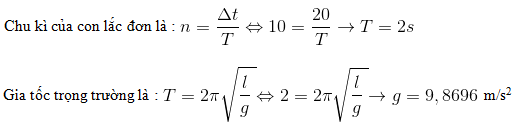 Chu kì của con lắc đơn là : n = Δt/T ⇔ 10 = 20/T → T = 2s
Gia tốc trọng trường là : T = 2π√(l/g) ⇔ 2 = 2π√(l/g) → g = 9,8696 m/s²